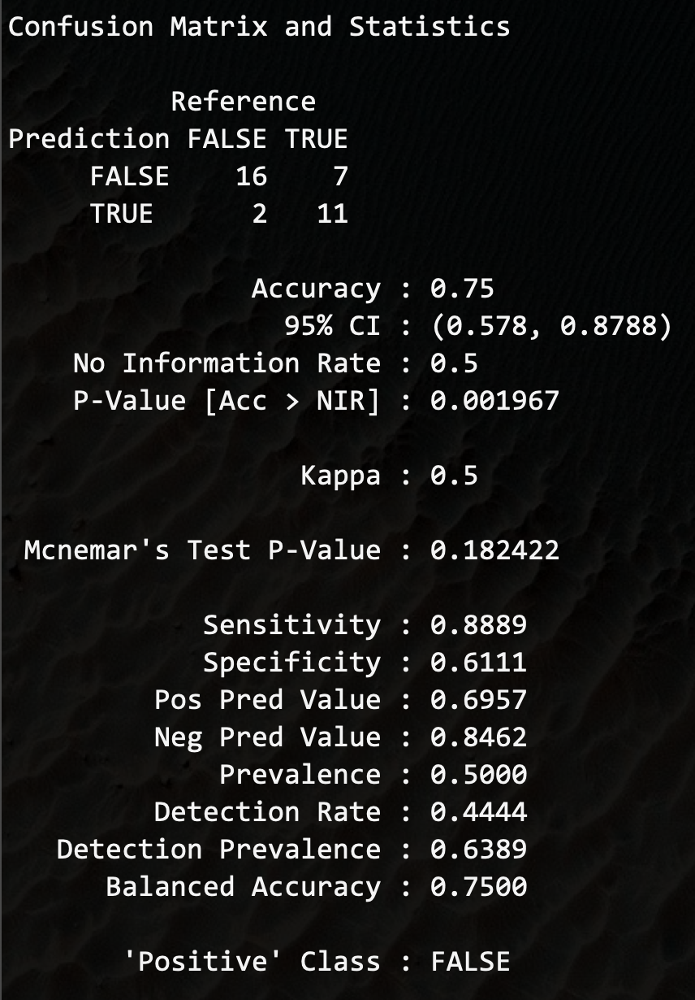 Confusion Matrix and Statistics
Reference
Prediction FALSE TRUE
FALSE 16 7
TRUE 2 11
Accuracy : 0.75
95% CI : (0.578, 0.8788)
No Information Rate : 0.5
P-Value [Acc > NIR] : 0.001967
Kappa : 0.5
Mcnemar's Test P-Value : 0.182422
Sensitivity : 0.8889
Specificity : 0.6111
Pos Pred Value : 0.6957
Neg Pred Value : 0.8462
Prevalence : 0.5000
Detection Rate : 0.4444
Detection Prevalence : 0.6389
Balanced Accuracy : 0.7500
'Positive' Class : FALSE